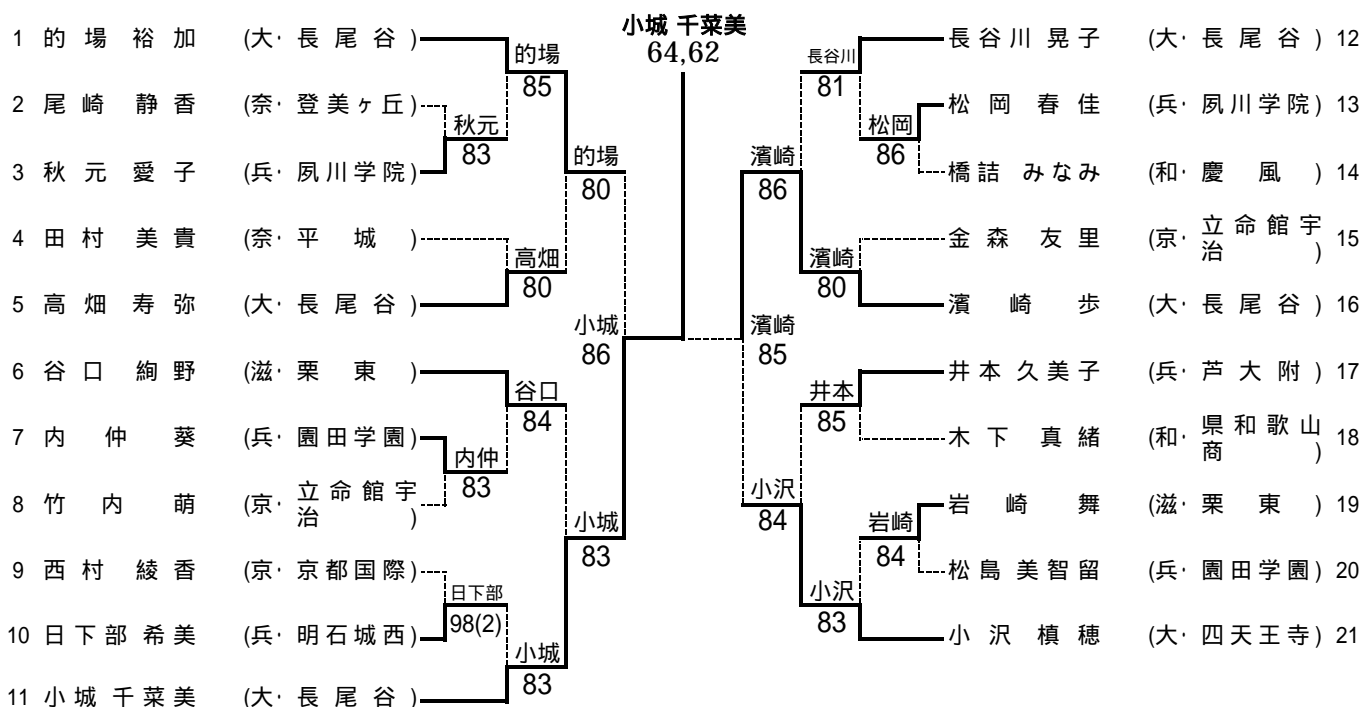 小城 千菜美
64,62
1 的場裕加 (大・長尾谷)
2 尾崎静香 (奈・登美ヶ丘)
3 秋元愛子 (兵・夙川学院)
4 田村美貴 (奈・平城)
5 高畑寿弥 (大・長尾谷)
6 谷口絢野 (滋・栗東)
7 内仲葵 (兵・園田学園)
8 竹内萌 (京・立命館宇治)
9 西村綾香 (京・京都国際)
10 日下部希美 (兵・明石城西)
11 小城千菜美 (大・長尾谷)
的場
85
秋元
83
高畑
80
谷口
84
内仲
83
日下部
98(2)
小城
83
的場
80
小城
83
小城
86
長谷川
81
松岡
86
濱崎
80
井本
85
岩崎
84
小沢
83
濱崎
86
小沢
84
濱崎
85
長谷川晃子 (大・長尾谷) 12
松岡春佳 (兵・夙川学院) 13
橋詰 みなみ (和・慶風) 14
金森友里 (京・立命館宇治) 15
濱崎歩 (大・長尾谷) 16
井本久美子 (兵・芦大附) 17
木下真緒 (和・県和歌山商) 18
岩崎舞 (滋・栗東) 19
松島美智留 (兵・園田学園) 20
小沢槙穂 (大・四天王寺) 21